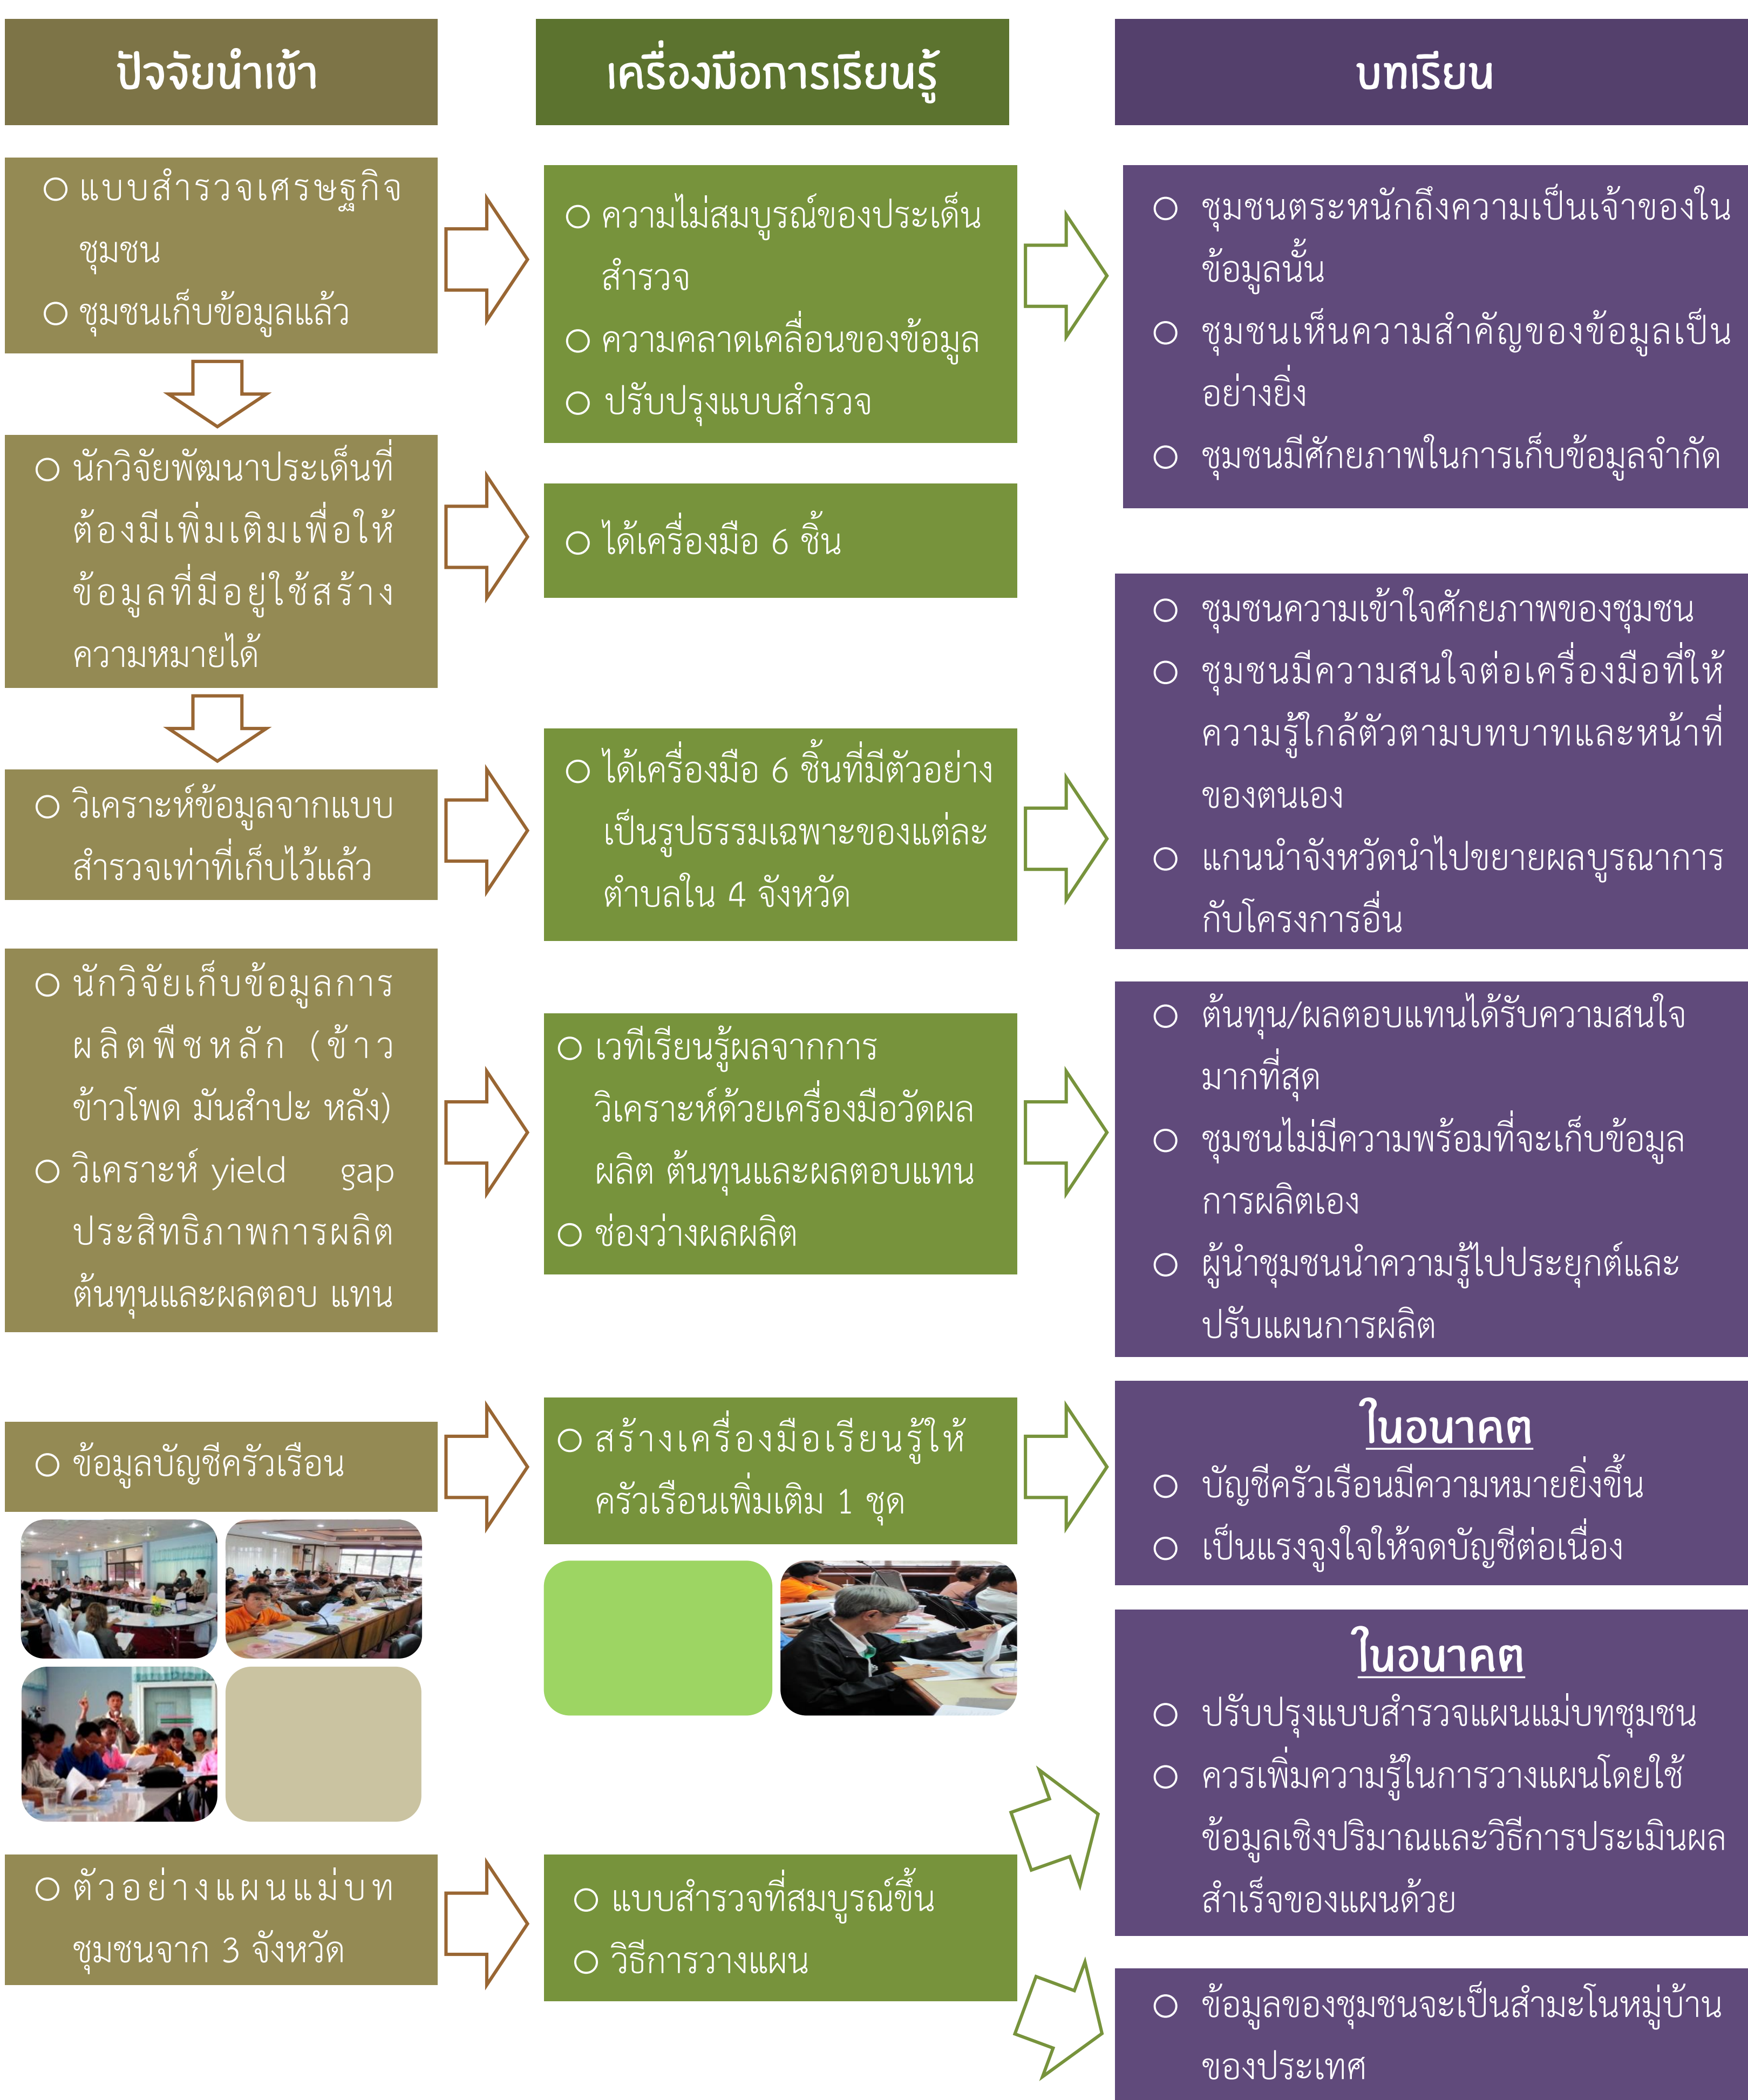 ปัจจัยนำเข้า
เครื่องมือการเรียนรู้
บทเรียน
○ แบบสำรวจเศรษฐกิจ
ชุมชน
○ ชุมชนเก็บข้อมูลแล้ว
○ ความไม่สมบูรณ์ของประเด็น
สำรวจ
○ ความคลาดเคลื่อนของข้อมูล
○ ปรับปรุงแบบสำรวจ
○ ชุมชนตระหนักถึงความเป็นเจ้าของใน
ข้อมูลนั้น
○ ชุมชนเห็นความสำคัญของข้อมูลเป็น
อย่างยิ่ง
○ ชุมชนมีศักยภาพในการเก็บข้อมูลจำกัด
○ นักวิจัยพัฒนาประเด็นที่
ต้องมีเพิ่มเติมเพื่อให้
ข้อมูลที่มีอยู่ใช้สร้าง
ความหมายได้
○ ได้เครื่องมือ 6 ชิ้น
○ วิเคราะห์ข้อมูลจากแบบ
สำรวจเท่าที่เก็บไว้แล้ว
○ ได้เครื่องมือ 6 ชิ้นที่มีตัวอย่าง
เป็นรูปธรรมเฉพาะของแต่ละ
ตำบลใน 4 จังหวัด
○ ชุมชนความเข้าใจศักยภาพของชุมชน
○ ชุมชนมีความสนใจต่อเครื่องมือที่ให้
ความรู้ใกล้ตัวตามบทบาทและหน้าที่
ของตนเอง
○ แกนนำจังหวัดนำไปขยายผลบูรณาการ
กับโครงการอื่น
○ นักวิจัยเก็บข้อมูลการ
ผลิตพืชหลัก (ข้าว
ข้าวโพด มันสำปะ หลัง)
○ วิเคราะห์ yield gap
ประสิทธิภาพการผลิต
ต้นทุนและผลตอบ แทน
○ เวทีเรียนรู้ผลจากการ
วิเคราะห์ด้วยเครื่องมือวัดผล
ผลิต ต้นทุนและผลตอบแทน
○ ช่องว่างผลผลิต
○ ต้นทุน/ผลตอบแทนได้รับความสนใจ
มากที่สุด
○ ชุมชนไม่มีความพร้อมที่จะเก็บข้อมูล
การผลิตเอง
○ ผู้นำชุมชนนำความรู้ไปประยุกต์และ
ปรับแผนการผลิต
○ ข้อมูลบัญชีครัวเรือน
○ สร้างเครื่องมือเรียนรู้ให้
ครัวเรือนเพิ่มเติม 1 ชุด
ในอนาคต
○ บัญชีครัวเรือนมีความหมายยิ่งขึ้น
○ เป็นแรงจูงใจให้จดบัญชีต่อเนื่อง
○ ตัวอย่างแผนแม่บท
ชุมชนจาก 3 จังหวัด
○ แบบสำรวจที่สมบูรณ์ขึ้น
○ วิธีการวางแผน
ในอนาคต
○ ปรับปรุงแบบสำรวจแผนแม่บทชุมชน
○ ควรเพิ่มความรู้ในการวางแผนโดยใช้
ข้อมูลเชิงปริมาณและวิธีการประเมินผล
สำเร็จของแผนด้วย
○ ข้อมูลของชุมชนจะเป็นสำมะโนหมู่บ้าน
ของประเทศ